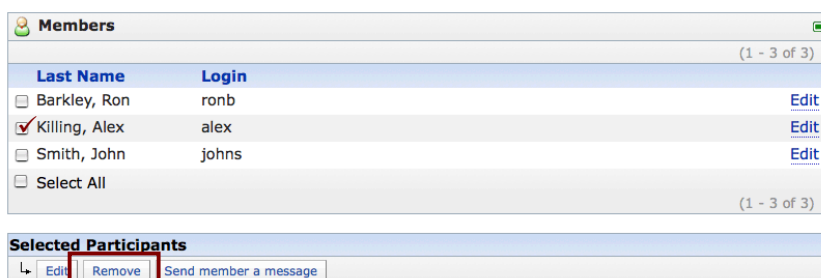 Members
(1 - 3 of 3)
Last Name Login
Barkley, Ron ronb Edit
Killing, Alex alex Edit
Smith, John johns Edit
Select All
(1 - 3 of 3)
Selected Participants
Edit Remove Send member a message